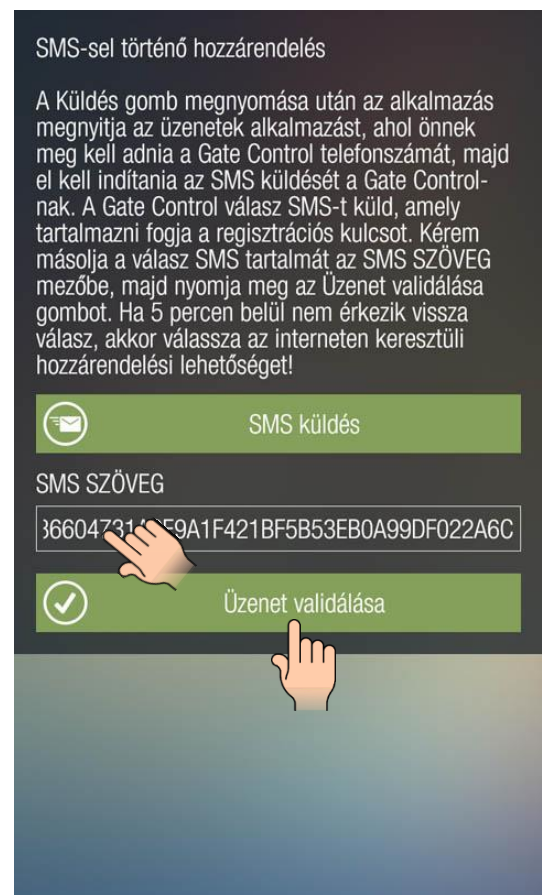 SMS-sel történő hozzárendelés
A Küldés gomb megnyomása után az alkalmazás
megnyitja az üzenetek alkalmazást, ahol önnek
meg kell adnia a Gate Control telefonszámát, majd
el kell indítania az SMS küldését a Gate Control-
nak. A Gate Control válasz SMS-t küld, amely
tartalmazni fogja a regisztrációs kulcsot. Kérem
másolja a válasz SMS tartalmát az SMS SZÖVEG
mezőbe, majd nyomja meg az Üzenet validálása
gombot. Ha 5 percen belül nem érkezik vissza
válasz, akkor válassza az interneten keresztüli
hozzárendelési lehetőséget!
SMS küldés
SMS SZÖVEG
Üzenet validálása